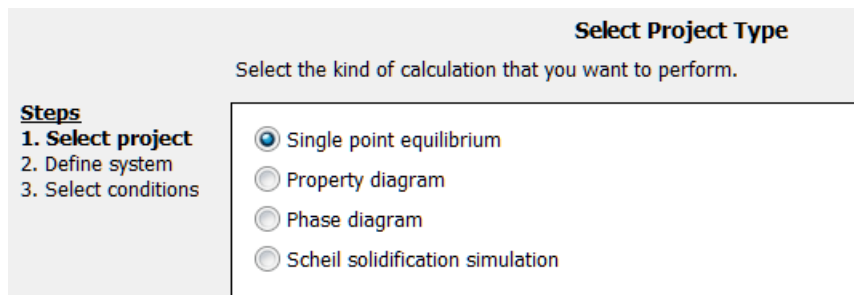 Select Project Type
Select the kind of calculation that you want to perform.
Steps
1. Select project
2. Define system
3. Select conditions
Single point equilibrium
Property diagram
Phase diagram
Scheil solidification simulation